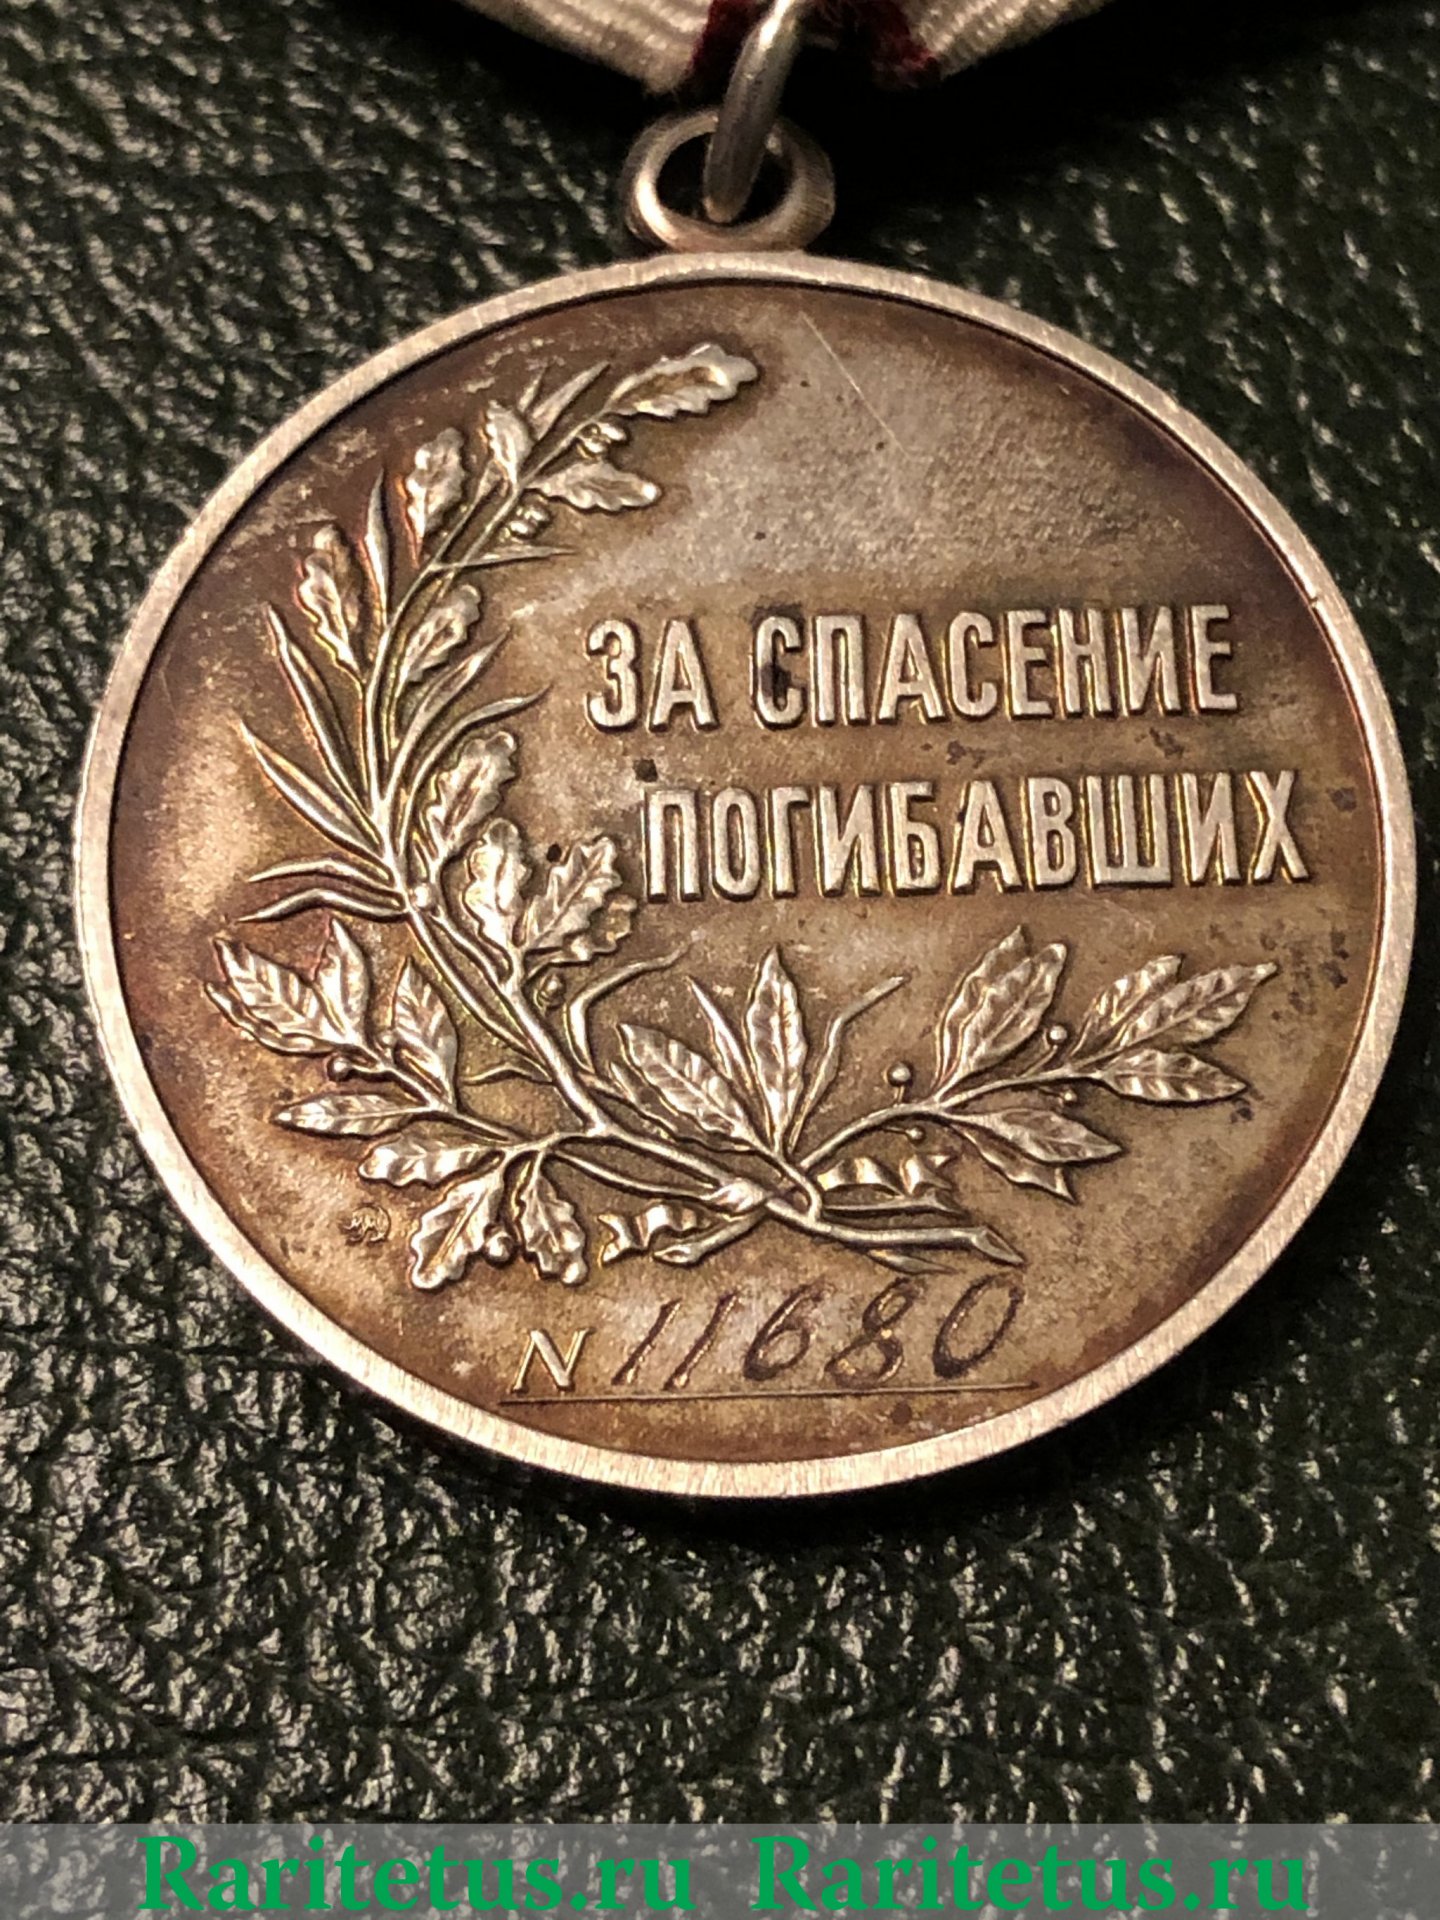 ЗА СПАСЕНИЕ
ПОГИБАВШИХ
N 11680
Raritetus.ru Raritetus.ru